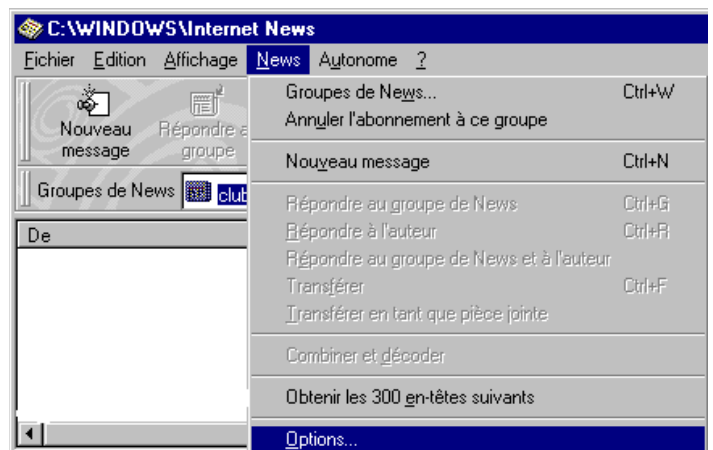 C:\WINDOWS\Internet News
Fichier Edition Affichage News Autonome ?
Nouveau message
Répondre a
groupe
Groupes de News club
De
Groupes de News... Ctrl+W
Annuler l'abonnement à ce groupe
Nouveau message Ctrl+N
Répondre au groupe de News Ctrl+G
Répondre à l'auteur Ctrl+R
Répondre au groupe de News et à l'auteur
Transférer Ctrl+F
Transférer en tant que pièce jointe
Combiner et décoder
Obtenir les 300 en-têtes suivants
Options...